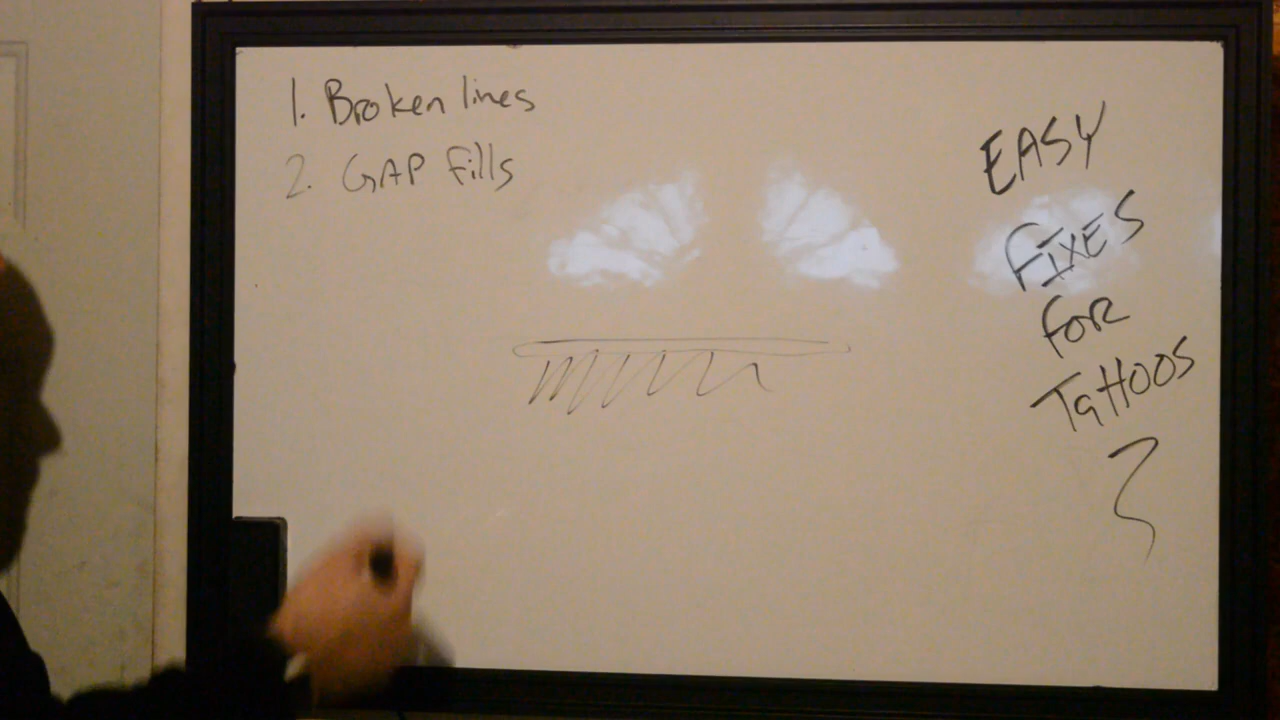 1. Broken lines
2. GAP fills
EASY
FIXES
FOR
TATTOOS